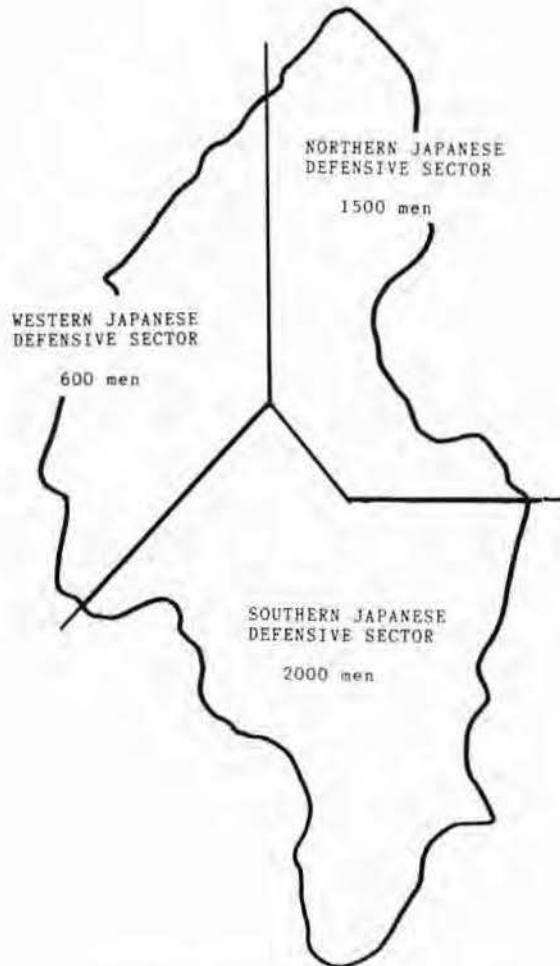 NORTHERN JAPANESE
DEFENSIVE SECTOR
1500 men
WESTERN JAPANESE
DEFENSIVE SECTOR
600 men
SOUTHERN JAPANESE
DEFENSIVE SECTOR
2000 men